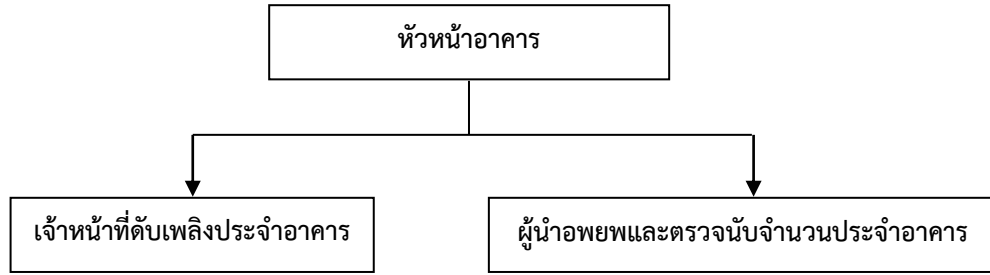 หัวหน้าอาคาร
เจ้าหน้าที่ดับเพลิงประจำอาคาร
ผู้นำอพยพและตรวจนับจำนวนประจำอาคาร